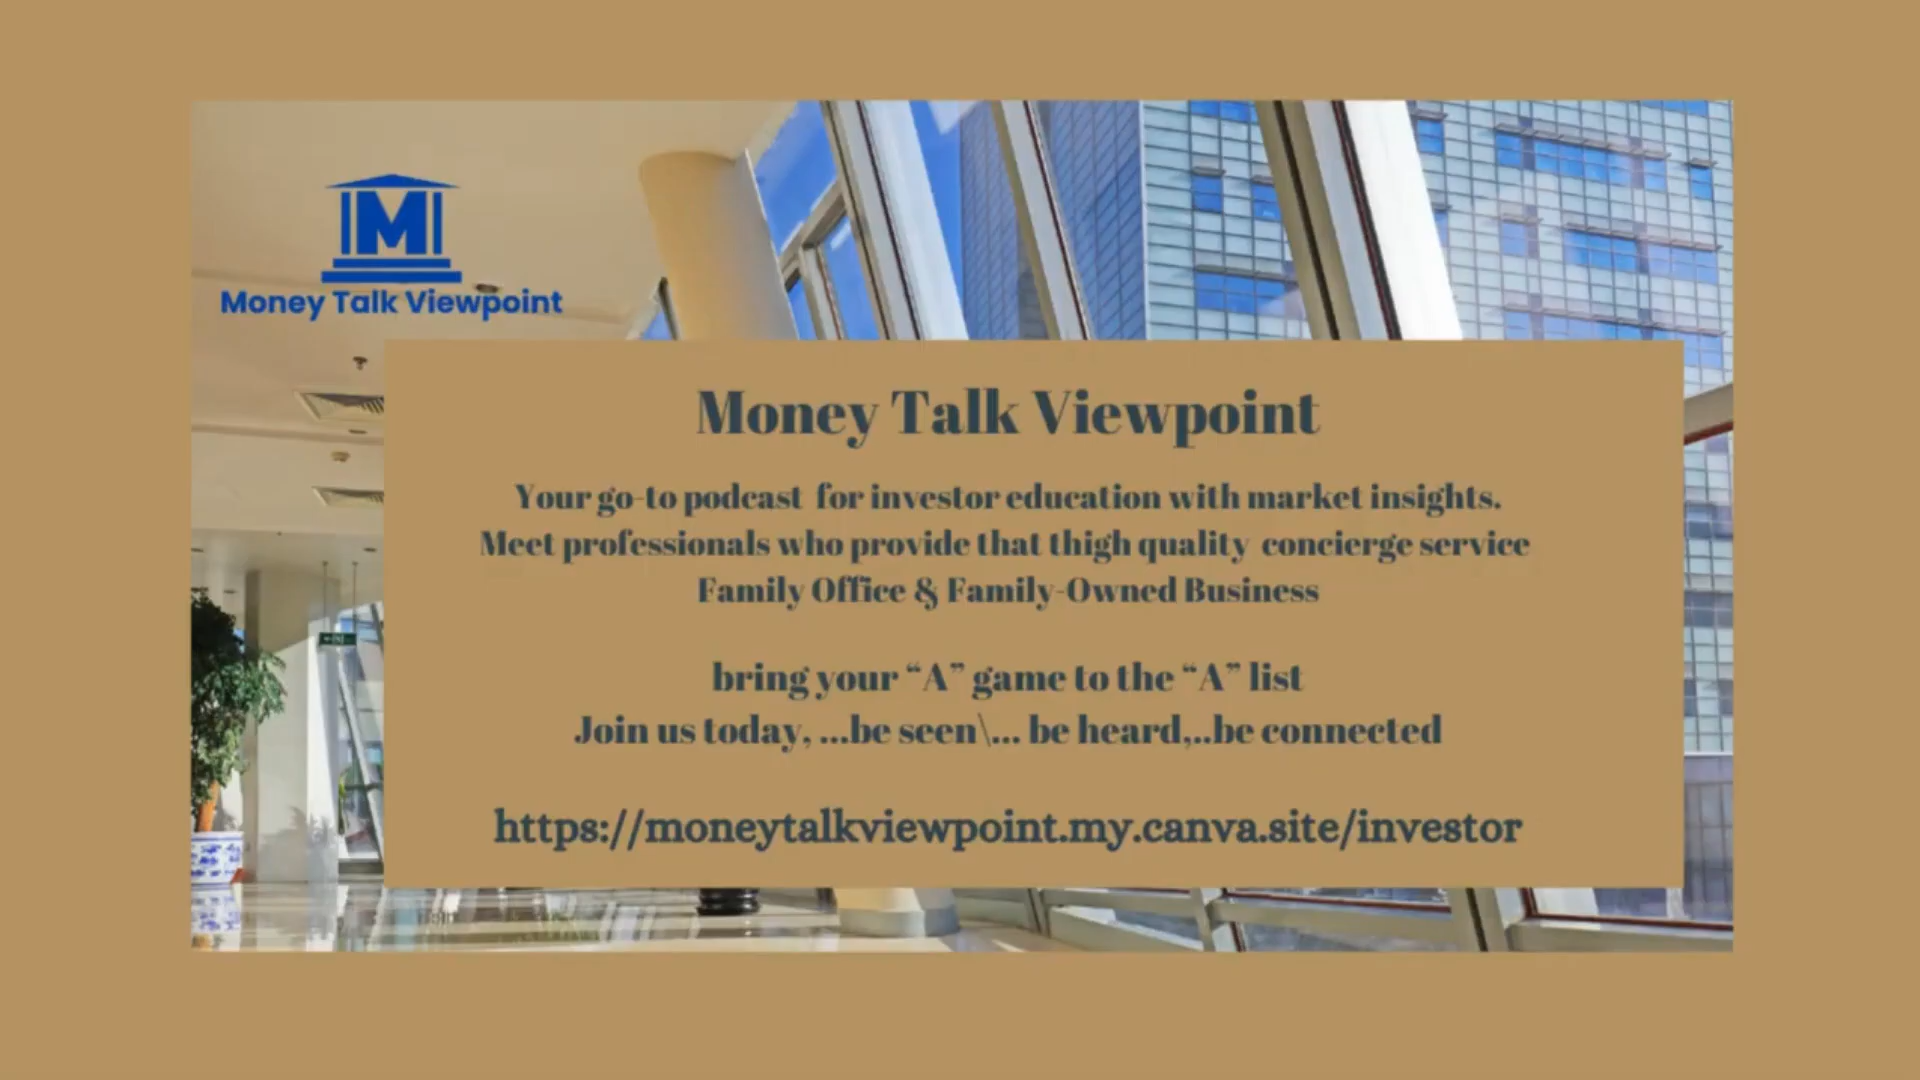 M
Money Talk Viewpoint
Money Talk Viewpoint
Your go-to podcast for investor education with market insights.
Meet professionals who provide that thigh quality concierge service
Family Office & Family-Owned Business
bring your “A” game to the “A” list
Join us today, ...be seen\... be heard,..be connected
https://moneytalkviewpoint.my.canva.site/investor